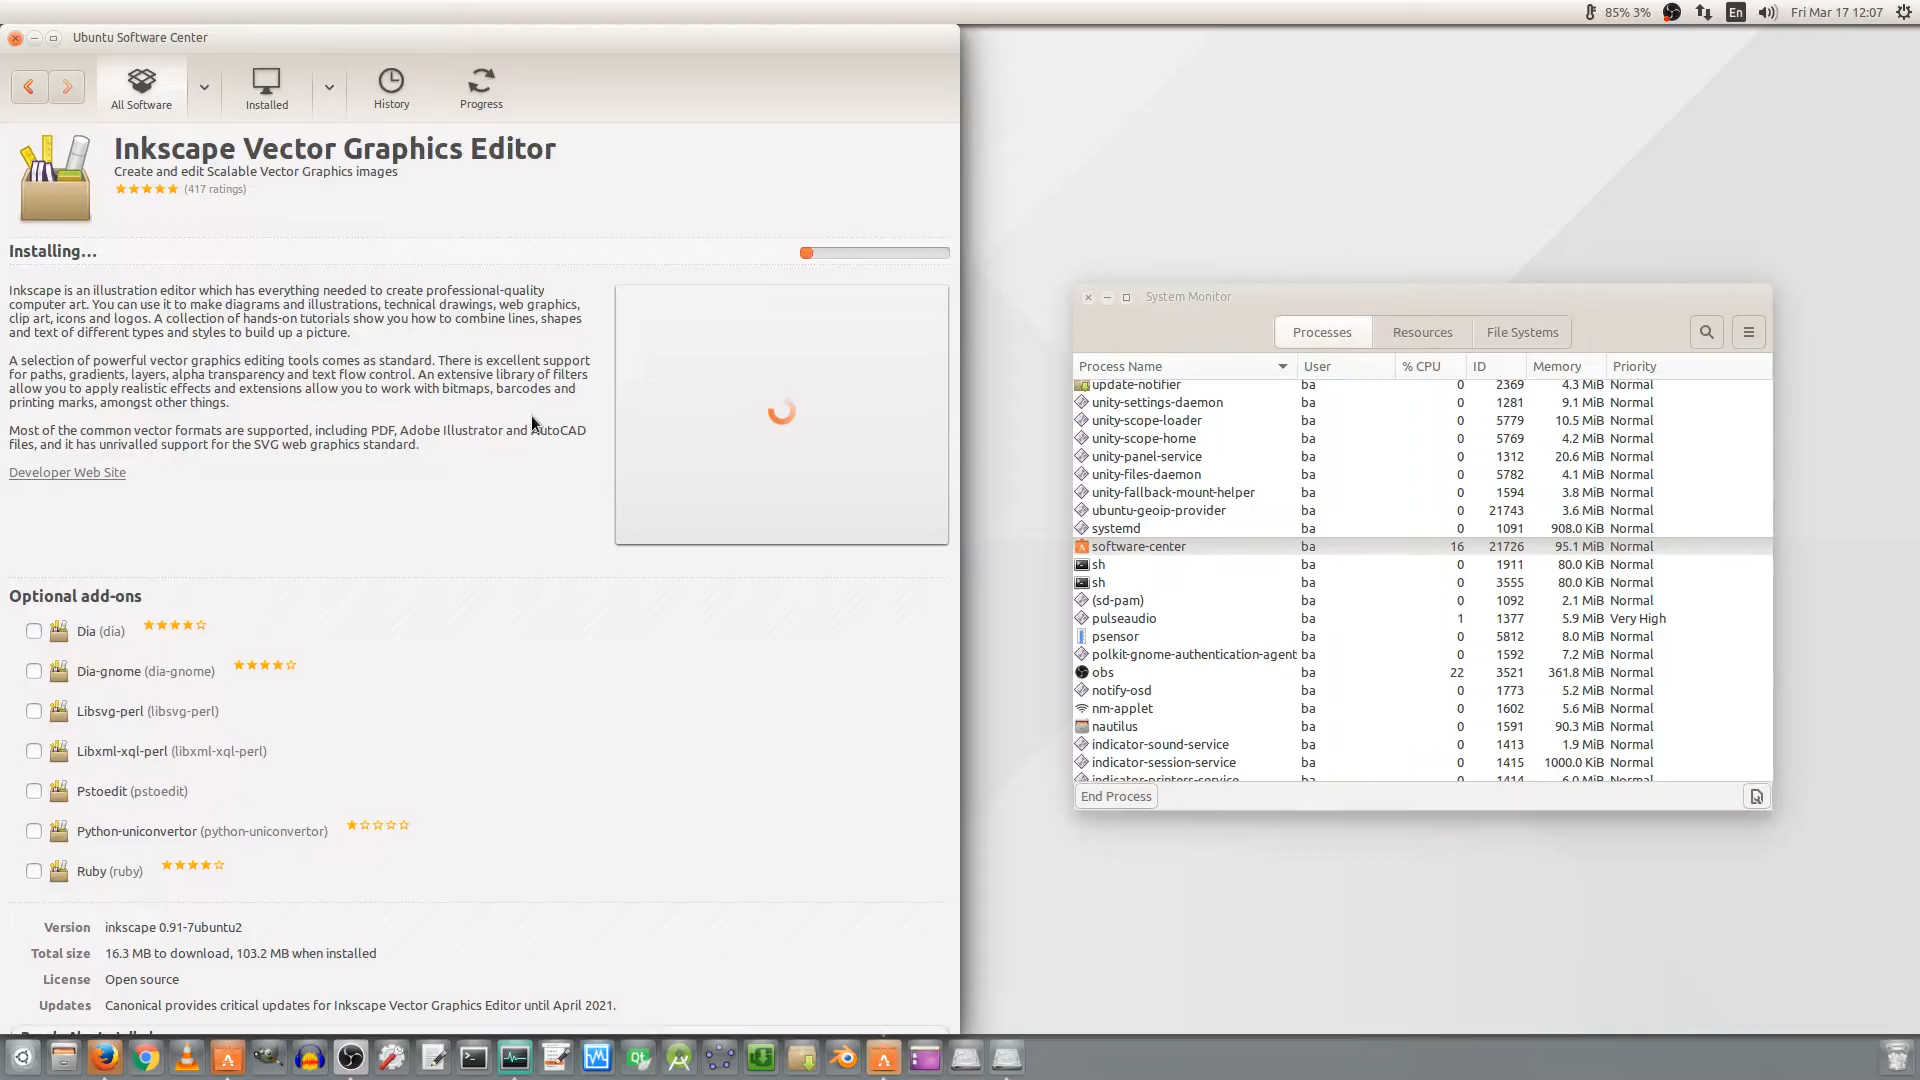 85% 3%
En
Fri Mar 17 12:07
Ubuntu Software Center
All Software
Installed
History
Progress
Inkscape Vector Graphics Editor
Create and edit Scalable Vector Graphics images
(417 ratings)
Installing...
Inkscape is an illustration editor which has everything needed to create professional-quality
computer art. You can use it to make diagrams and illustrations, technical drawings, web graphics,
clip art, icons and logos. A collection of hands-on tutorials show you how to combine lines, shapes
and text of different types and styles to build up a picture.
A selection of powerful vector graphics editing tools comes as standard. There is excellent support
for paths, gradients, layers, alpha transparency and text flow control. An extensive library of filters
allow you to apply realistic effects and extensions allow you to work with bitmaps, barcodes and
printing marks, amongst other things.
Most of the common vector formats are supported, including PDF, Adobe Illustrator and AutoCAD
files, and it has unrivalled support for the SVG web graphics standard.
Developer Web Site
Optional add-ons
Dia (dia)
Dia-gnome (dia-gnome)
Libsvg-perl (libsvg-perl)
Libxml-xql-perl (libxml-xql-perl)
Pstoedit (pstoedit)
Python-uniconvertor (python-uniconvertor)
Ruby (ruby)
Version inkscape 0.91-7ubuntu2
Total size 16.3 MB to download, 103.2 MB when installed
License Open source
Updates Canonical provides critical updates for Inkscape Vector Graphics Editor until April 2021.
System Monitor
Processes
Resources
File Systems
Process Name User % CPU ID Memory Priority
update-notifier ba 0 2369 4.3 MiB Normal
unity-settings-daemon ba 0 1281 9.1 MiB Normal
unity-scope-loader ba 0 5779 10.5 MiB Normal
unity-scope-home ba 0 5769 4.2 MiB Normal
unity-panel-service ba 0 1312 20.6 MiB Normal
unity-files-daemon ba 0 5782 4.1 MiB Normal
unity-fallback-mount-helper ba 0 1594 3.8 MiB Normal
ubuntu-geoip-provider ba 0 21743 3.6 MiB Normal
systemd ba 0 1091 908.0 KiB Normal
software-center ba 16 21726 95.1 MiB Normal
sh ba 0 1911 80.0 KiB Normal
sh ba 0 3555 80.0 KiB Normal
(sd-pam) ba 0 1092 2.1 MiB Normal
pulseaudio ba 1 1377 5.9 MiB Very High
psensor ba 0 5812 8.0 MiB Normal
polkit-gnome-authentication-agent ba 0 1592 7.2 MiB Normal
obs ba 22 3521 361.8 MiB Normal
notify-osd ba 0 1773 5.2 MiB Normal
nm-applet ba 0 1602 5.6 MiB Normal
nautilus ba 0 1591 90.3 MiB Normal
indicator-sound-service ba 0 1413 1.9 MiB Normal
indicator-session-service ba 0 1415 1000.0 KiB Normal
indicator-printers-service ba 0 1414 6.0 MiB Normal
End Process
Qt